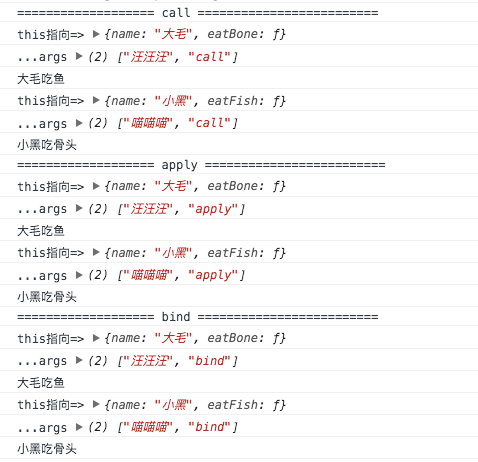 =================== call =========================
this指向=> ▶{name: "大毛", eatBone: ƒ}
...args ▶(2) ["汪汪汪", "call"]
大毛吃鱼
this指向=> ▶{name: "小黑", eatFish: ƒ}
...args ▶(2) ["喵喵喵", "call"]
小黑吃骨头
=================== apply =========================
this指向=> ▶{name: "大毛", eatBone: ƒ}
...args ▶(2) ["汪汪汪", "apply"]
大毛吃鱼
this指向=> ▶{name: "小黑", eatFish: ƒ}
...args ▶(2) ["喵喵喵", "apply"]
小黑吃骨头
=================== bind =========================
this指向=> ▶{name: "大毛", eatBone: ƒ}
...args ▶(2) ["汪汪汪", "bind"]
大毛吃鱼
this指向=> ▶{name: "小黑", eatFish: ƒ}
...args ▶(2) ["喵喵喵", "bind"]
小黑吃骨头